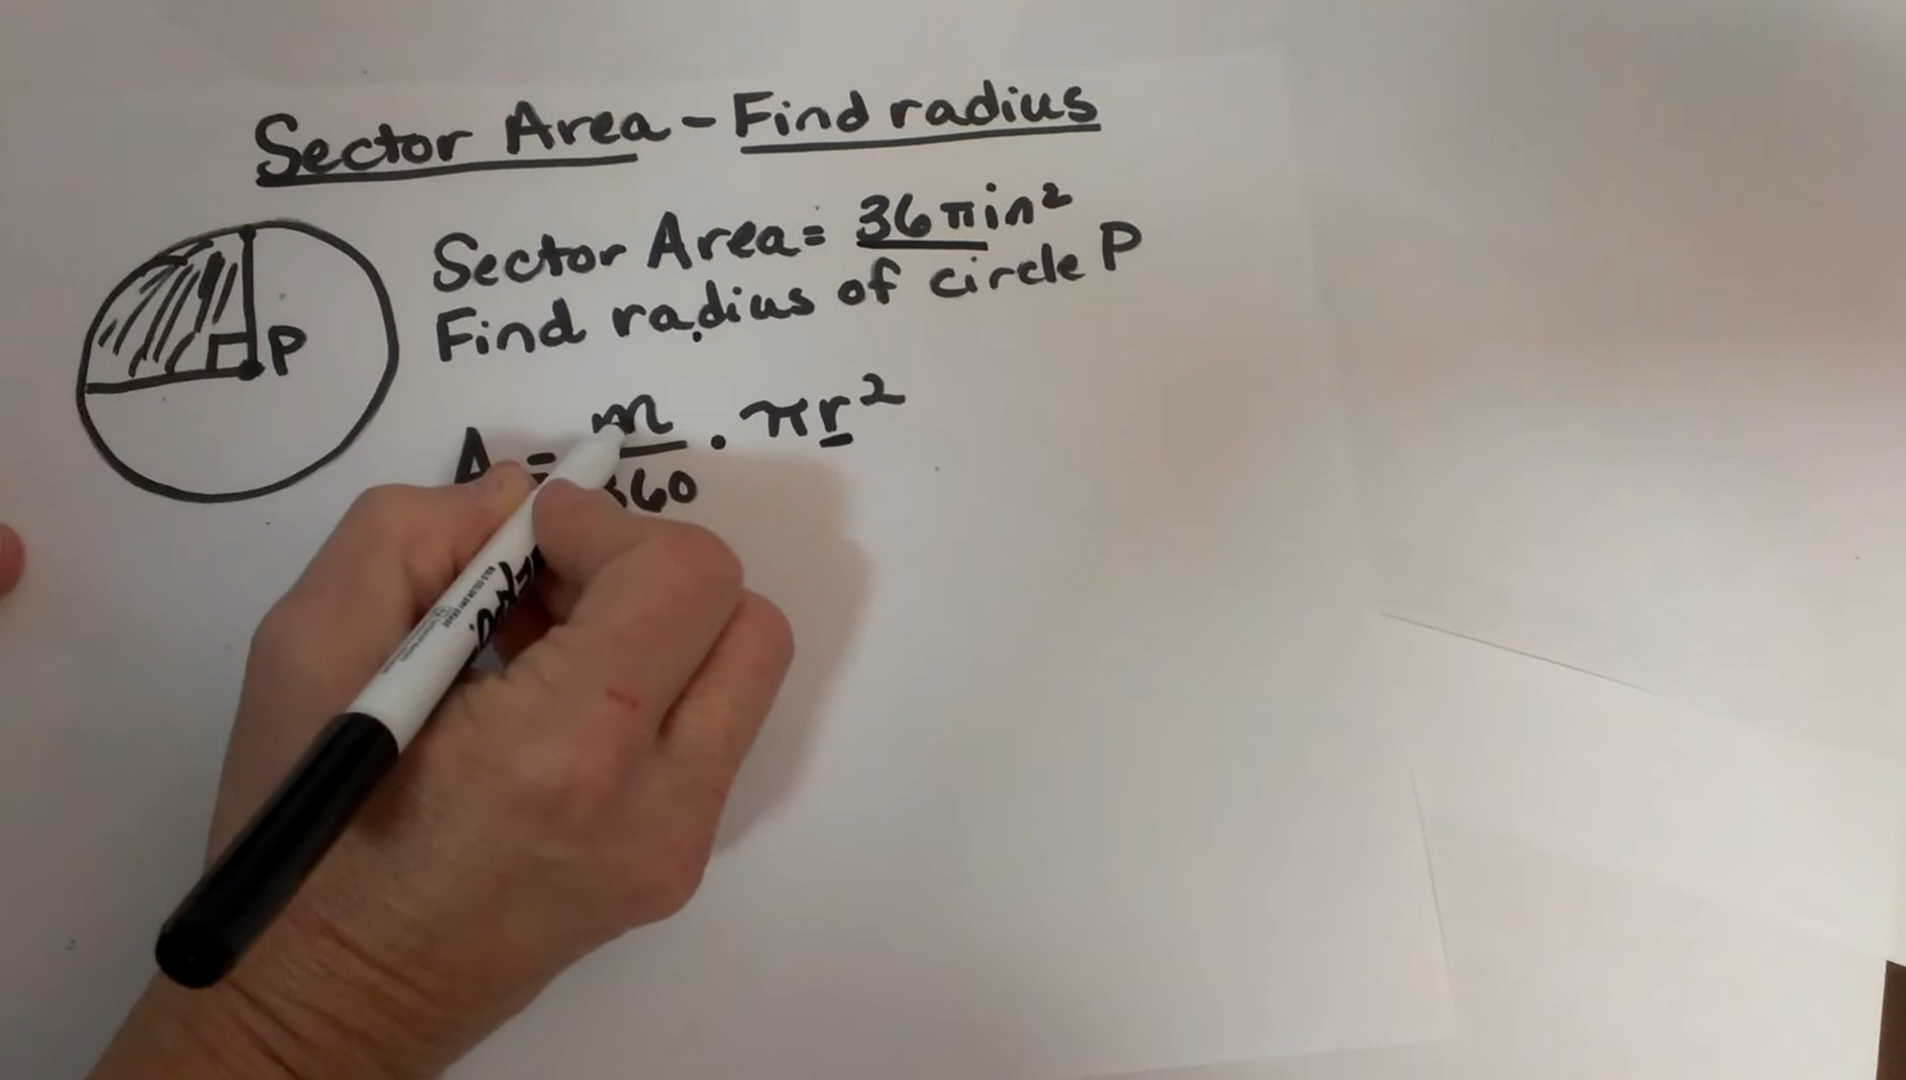 Sector Area - Find radius
Sector Area = 36πin²
Find radius of circle P
P
A = m/360 · πr²